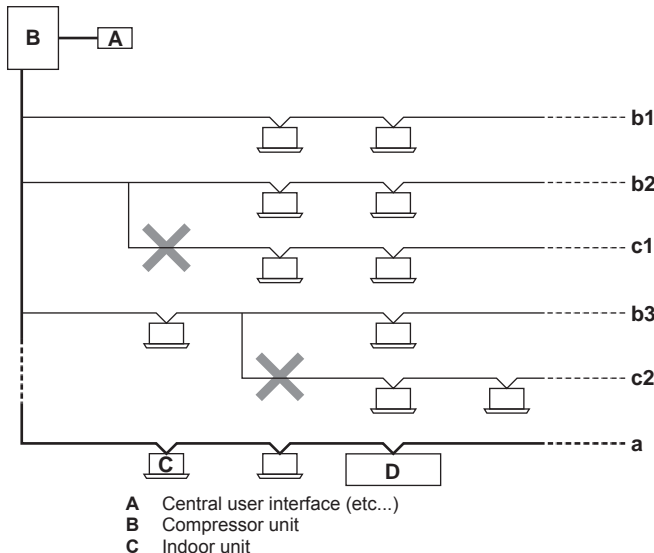 B
A
b1
b2
c1
b3
c2
a
C
D
A Central user interface (etc...)
B Compressor unit
C Indoor unit